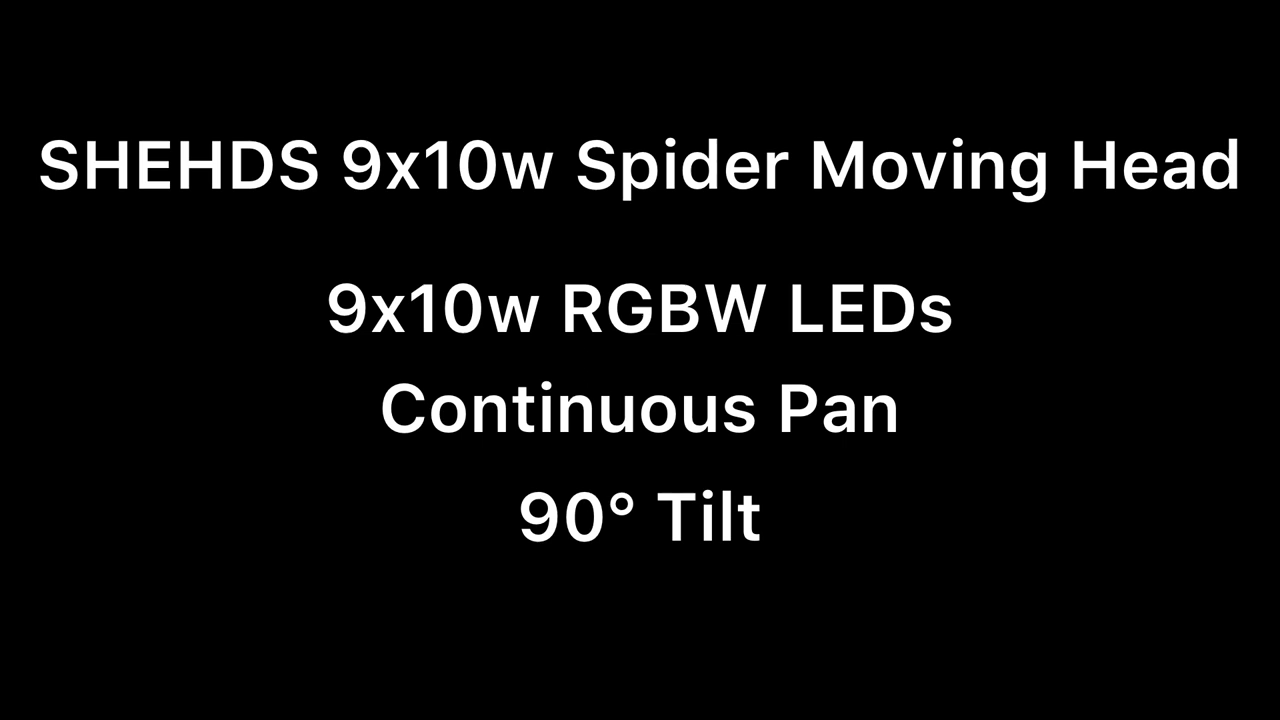 SHEHDS 9x10w Spider Moving Head
9x10w RGBW LEDs
Continuous Pan
90° Tilt